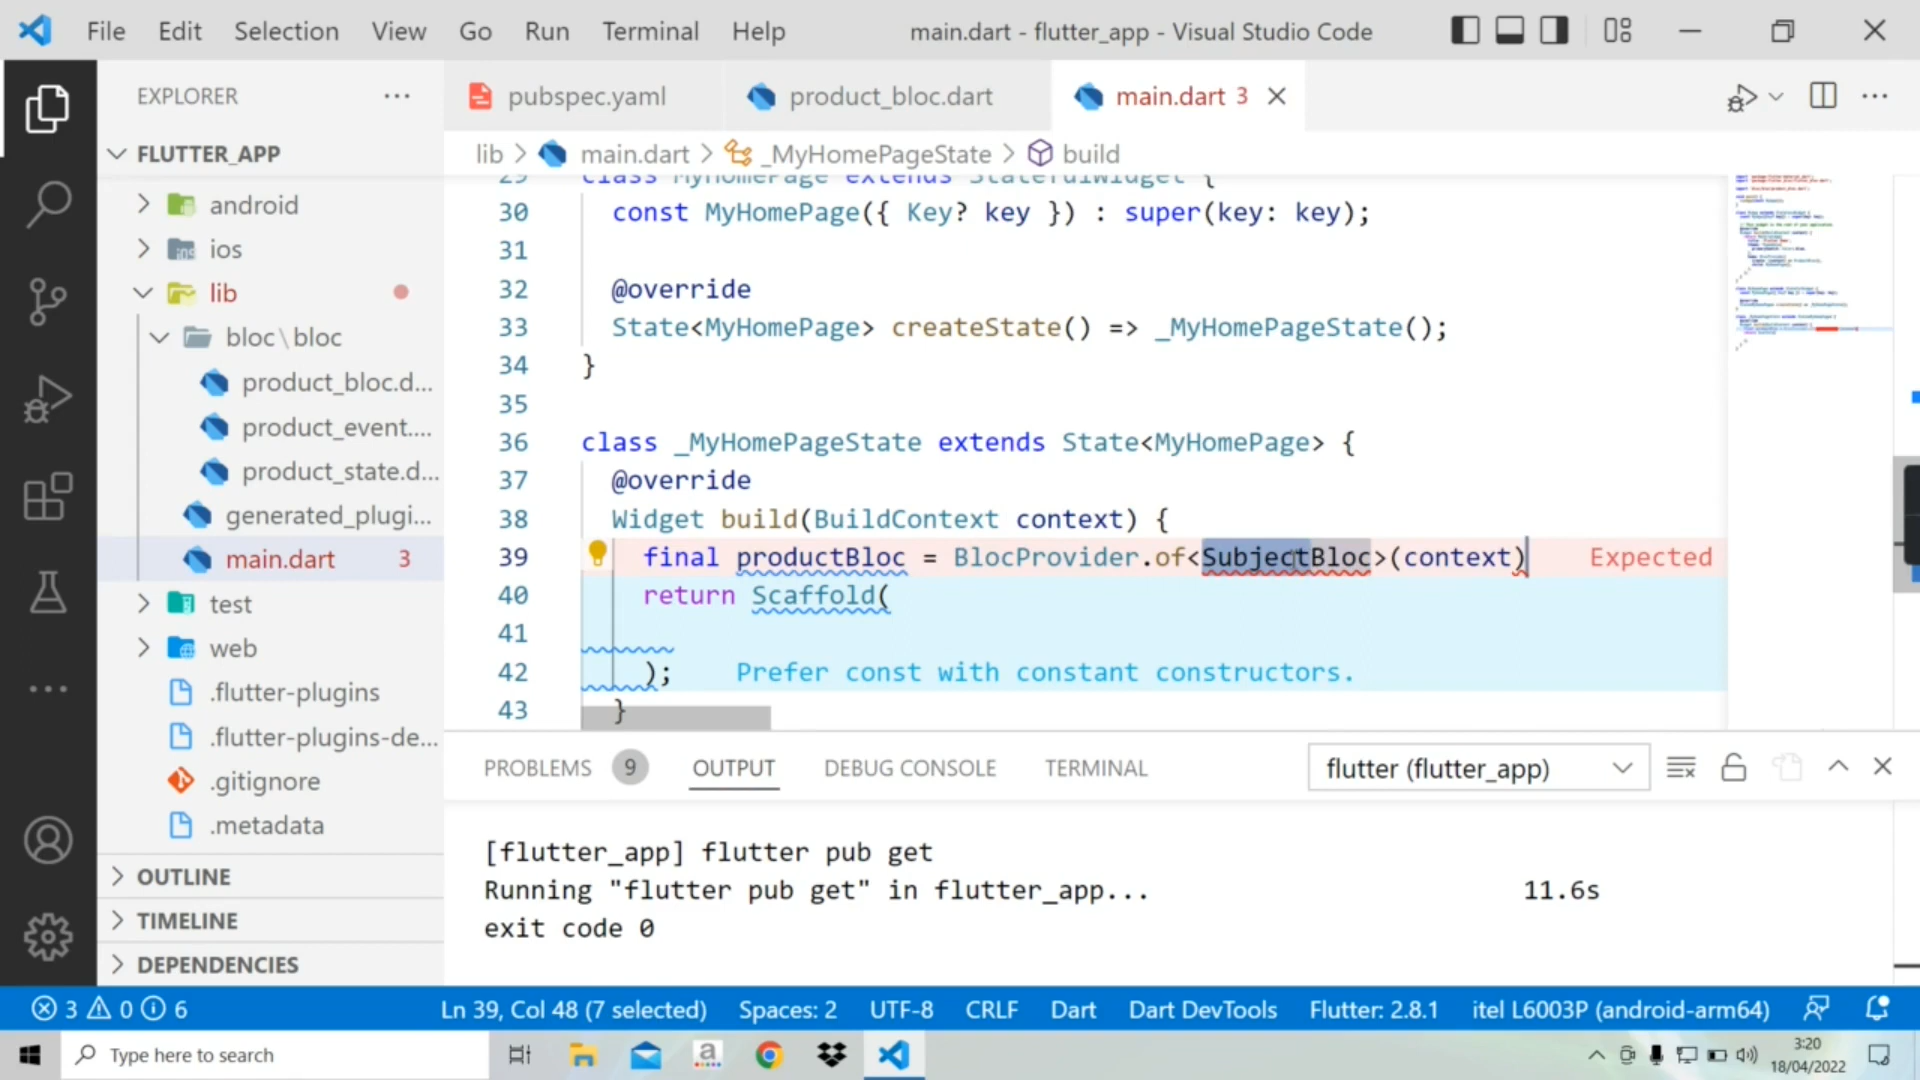 File Edit Selection View Go Run Terminal Help
main.dart - flutter_app - Visual Studio Code
EXPLORER
pubspec.yaml
product_bloc.dart
main.dart 3
FLUTTER_APP
lib > main.dart > _MyHomePageState > build
android
ios
lib
bloc\bloc
product_bloc.d...
product_event....
product_state.d...
generated_plugi...
main.dart 3
test
web
.flutter-plugins
.flutter-plugins-de...
.gitignore
.metadata
OUTLINE
TIMELINE
DEPENDENCIES
29 class MyHomePage extends StatefulWidget {
30 const MyHomePage({ Key? key }) : super(key: key);
31
32 @override
33 State<MyHomePage> createState() => _MyHomePageState();
34 }
35
36 class _MyHomePageState extends State<MyHomePage> {
37 @override
38 Widget build(BuildContext context) {
39 final productBloc = BlocProvider.of<SubjectBloc>(context) Expected
40 return Scaffold(
41
42 ); Prefer const with constant constructors.
43 }
PROBLEMS 9 OUTPUT DEBUG CONSOLE TERMINAL
flutter (flutter_app)
[flutter_app] flutter pub get
Running "flutter pub get" in flutter_app... 11.6s
exit code 0
3 0 6
Ln 39, Col 48 (7 selected) Spaces: 2 UTF-8 CRLF Dart Dart DevTools Flutter: 2.8.1 itel L6003P (android-arm64)
Type here to search
3:20
18/04/2022